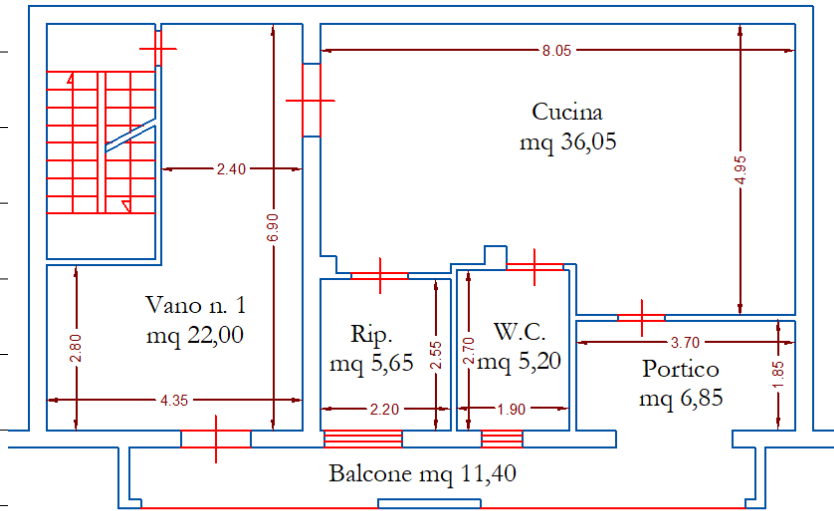 8.05
Cucina
mq 36,05
4.95
2.40
6.90
Vano n. 1
mq 22,00
2.80
4.35
Rip.
mq 5,65
2.55
2.20
W.C.
mq 5,20
2.70
1.90
3.70
Portico
mq 6,85
1.85
Balcone mq 11,40